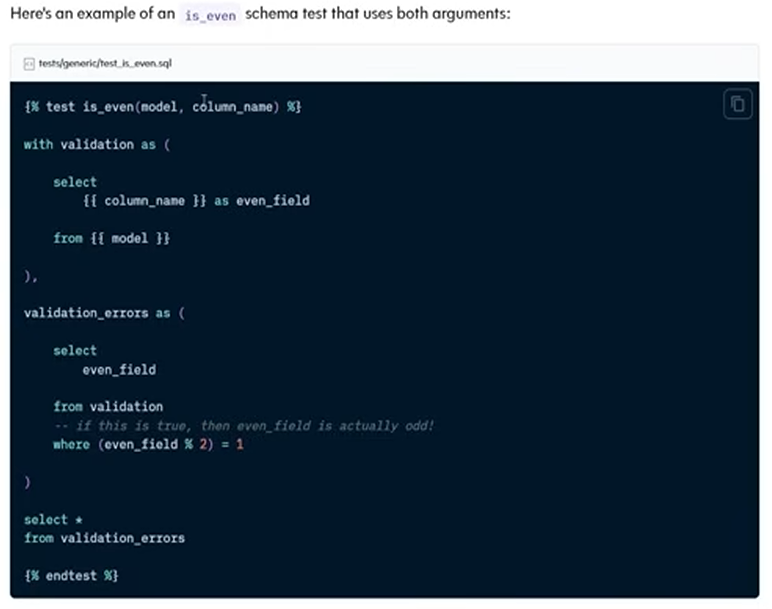 Here's an example of an is_even schema test that uses both arguments:
tests/generic/test_is_even.sql
{% test is_even(model, column_name) %}
with validation as (
select
{{ column_name }} as even_field
from {{ model }}
),
validation_errors as (
select
even_field
from validation
-- if this is true, then even_field is actually odd!
where (even_field % 2) = 1
)
select *
from validation_errors
{% endtest %}